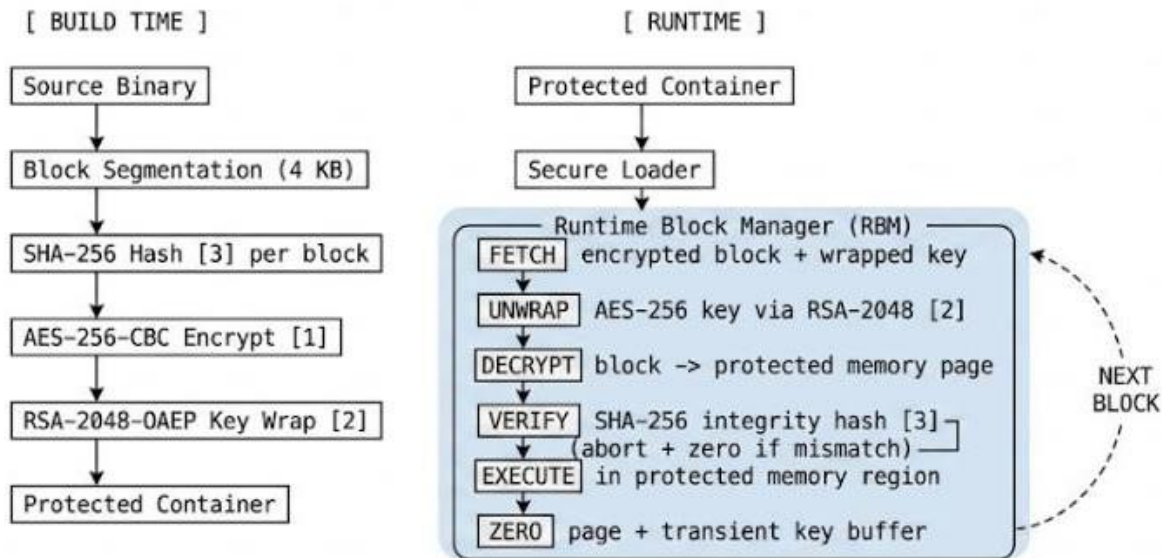 [ BUILD TIME ]
Source Binary
Block Segmentation (4 KB)
SHA-256 Hash [3] per block
AES-256-CBC Encrypt [1]
RSA-2048-OAEP Key Wrap [2]
Protected Container
[ RUNTIME ]
Protected Container
Secure Loader
Runtime Block Manager (RBM)
FETCH encrypted block + wrapped key
UNWRAP AES-256 key via RSA-2048 [2]
DECRYPT block -> protected memory page
VERIFY SHA-256 integrity hash [3]
(abort + zero if mismatch)
EXECUTE in protected memory region
ZERO page + transient key buffer
NEXT
BLOCK